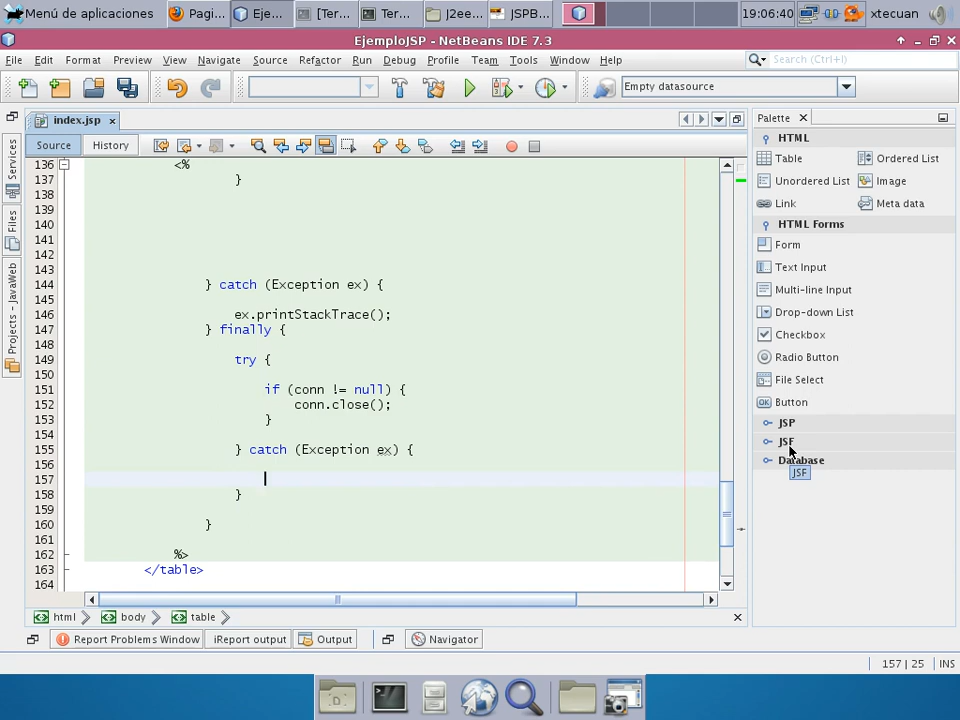 Menú de aplicaciones
Pagi...
Eje...
[Ter...
Ter...
J2ee...
JSPB...
19:06:40
xtecuan
EjemploJSP - NetBeans IDE 7.3
File Edit Format Preview View Navigate Source Refactor Run Debug Profile Team Tools Window Help
Search (Ctrl+I)
Empty datasource
index.jsp
Source History
Services
Files
Projects - JavaWeb
136 <%
137 }
138
139
140
141
142
143
144 } catch (Exception ex) {
145
146 ex.printStackTrace();
147 } finally {
148
149 try {
150
151 if (conn != null) {
152 conn.close();
153 }
154
155 } catch (Exception ex) {
156
157
158 }
159
160 }
161
162 %>
163 </table>
164
Palette
HTML
Table Ordered List
Unordered List Image
Link Meta data
HTML Forms
Form
Text Input
Multi-line Input
Drop-down List
Checkbox
Radio Button
File Select
OK Button
JSP
JSF
Database
JSF
html body table
Report Problems Window iReport output Output Navigator
157 | 25 INS